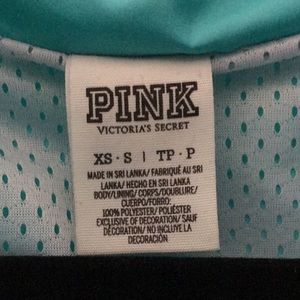 PINK
VICTORIA'S SECRET
XS · S | TP · P
MADE IN SRI LANKA/ FABRIQUÉ AU SRI
LANKA/ HECHO EN SRI LANKA
BODY/LINING/ CORPS/DOUBLURE/
CUERPO/FORRO:
100% POLYESTER/ POLIÉSTER
EXCLUSIVE OF DECORATION/ SAUF
DÉCORATION/ NO INCLUYE LA
DECORACIÓN